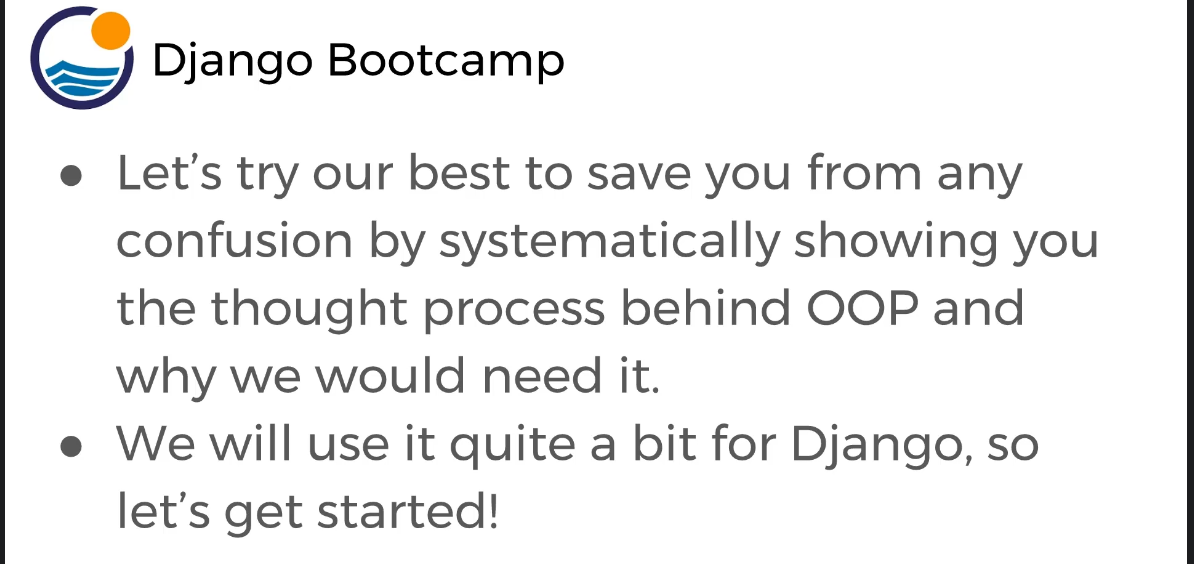 Django Bootcamp
● Let’s try our best to save you from any
confusion by systematically showing you
the thought process behind OOP and
why we would need it.
● We will use it quite a bit for Django, so
let’s get started!